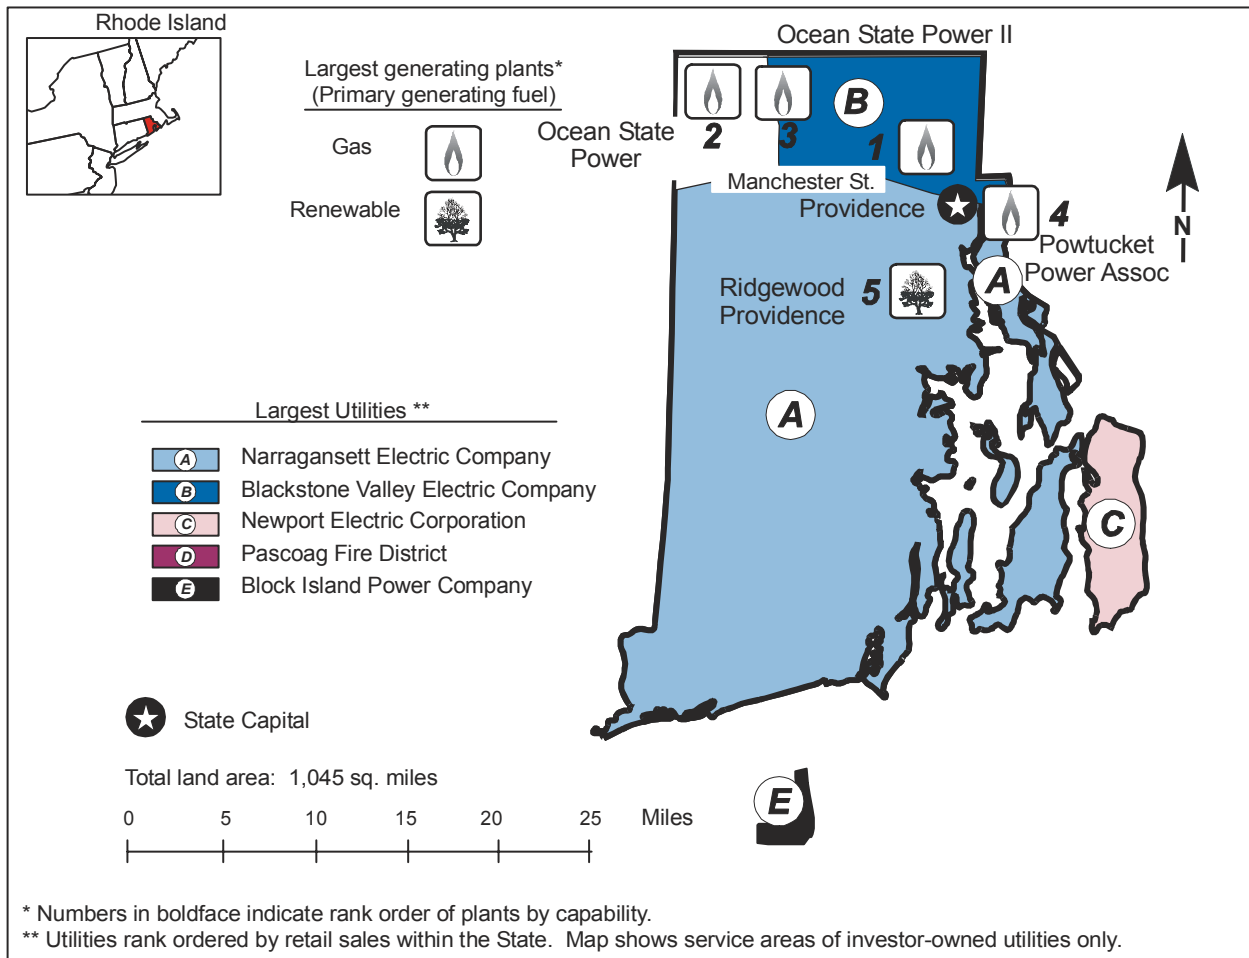 Rhode Island
Ocean State Power II
Largest generating plants*
(Primary generating fuel)
Gas
Renewable
Ocean State
Power
2
3
B
1
Manchester St.
Providence
4
Powtucket
Power Assoc
N
A
Ridgewood
Providence
5
A
C
Largest Utilities **
A Narragansett Electric Company
B Blackstone Valley Electric Company
C Newport Electric Corporation
D Pascoag Fire District
E Block Island Power Company
State Capital
Total land area: 1,045 sq. miles
0 5 10 15 20 25 Miles
E
* Numbers in boldface indicate rank order of plants by capability.
** Utilities rank ordered by retail sales within the State. Map shows service areas of investor-owned utilities only.